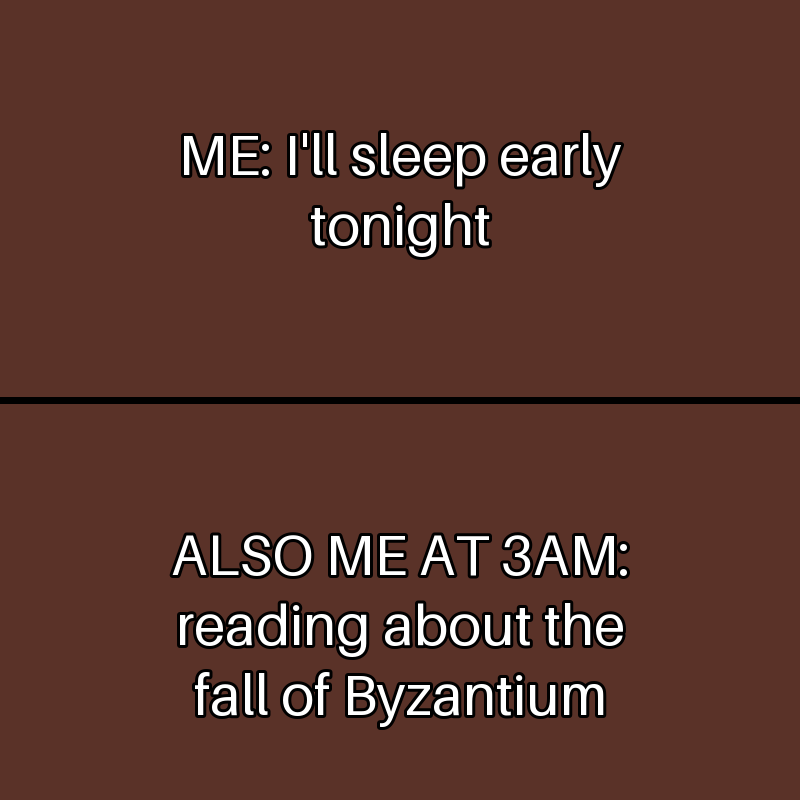 ME: I'll sleep early
tonight
ALSO ME AT 3AM:
reading about the
fall of Byzantium